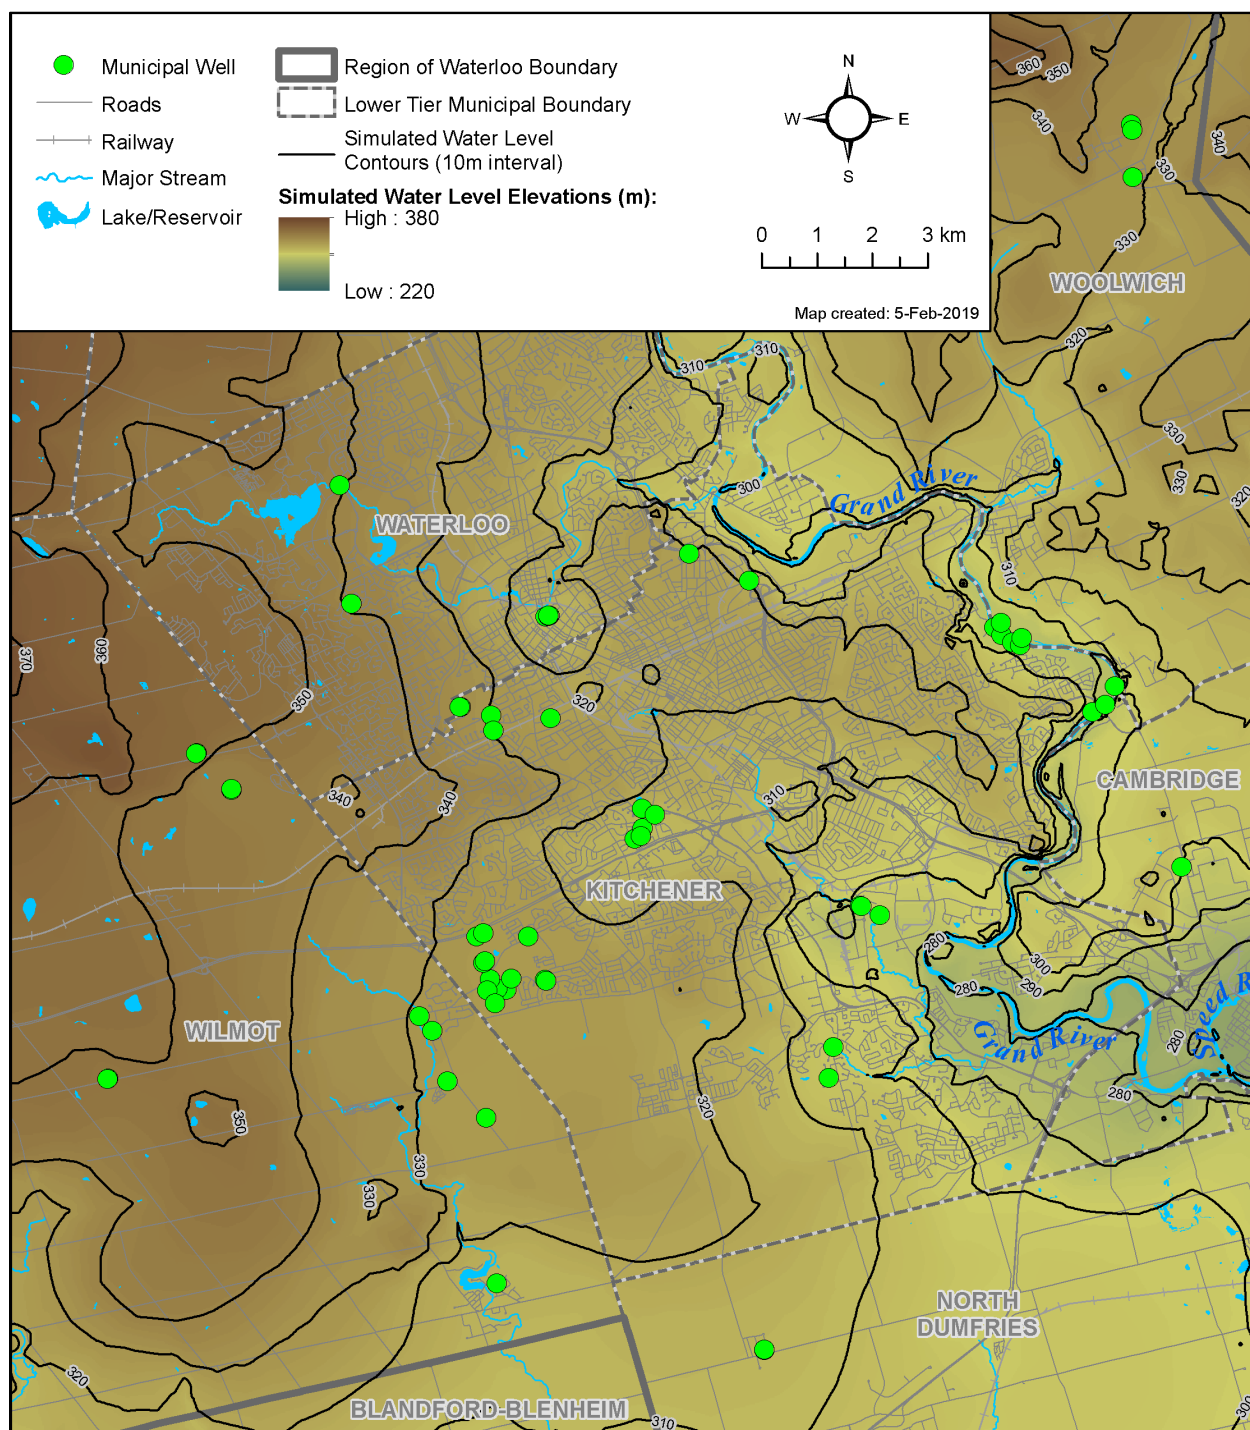 Municipal Well
Roads
Railway
Major Stream
Lake/Reservoir
Region of Waterloo Boundary
Lower Tier Municipal Boundary
Simulated Water Level
Contours (10m interval)
Simulated Water Level Elevations (m):
High : 380
Low : 220
N
W
E
S
0 1 2 3 km
Map created: 5-Feb-2019
360
350
340
330
340
330
WOOLWICH
320
310
310
330
330
320
300
Grand River
WATERLOO
310
370
360
350
320
340
340
310
CAMBRIDGE
KITCHENER
280
300
290
280
Grand River
280
Speed R
280
WILMOT
350
320
330
330
NORTH
DUMFRIES
320
BLANDFORD-BLENHEIM
310
300